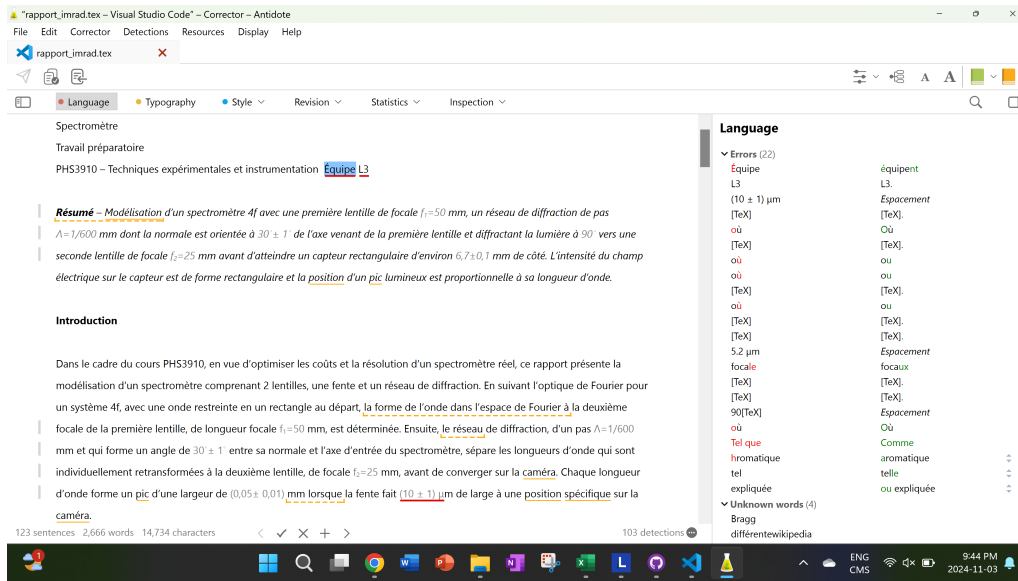 "rapport_imrad.tex – Visual Studio Code" – Corrector - Antidote
File Edit Corrector Detections Resources Display Help
rapport_imrad.tex
A A
Language Typography Style Revision Statistics Inspection
Spectromètre
Travail préparatoire
PHS3910 – Techniques expérimentales et instrumentation Équipe L3
Résumé – Modélisation d'un spectromètre 4f avec une première lentille de focale f₁=50 mm, un réseau de diffraction de pas
Λ=1/600 mm dont la normale est orientée à 30°± 1° de l'axe venant de la première lentille et diffractant la lumière à 90° vers une
seconde lentille de focale f₂=25 mm avant d'atteindre un capteur rectangulaire d'environ 6,7±0,1 mm de côté. L'intensité du champ
électrique sur le capteur est de forme rectangulaire et la position d'un pic lumineux est proportionnelle à sa longueur d'onde.
Introduction
Dans le cadre du cours PHS3910, en vue d'optimiser les coûts et la résolution d'un spectromètre réel, ce rapport présente la
modélisation d'un spectromètre comprenant 2 lentilles, une fente et un réseau de diffraction. En suivant l'optique de Fourier pour
un système 4f, avec une onde restreinte en un rectangle au départ, la forme de l'onde dans l'espace de Fourier à la deuxième
focale de la première lentille, de longueur focale f₁=50 mm, est déterminée. Ensuite, le réseau de diffraction, d'un pas Λ=1/600
mm et qui forme un angle de 30°± 1° entre sa normale et l'axe d'entrée du spectromètre, sépare les longueurs d'onde qui sont
individuellement retransformées à la deuxième lentille, de focale f₂=25 mm, avant de converger sur la caméra. Chaque longueur
d'onde forme un pic d'une largeur de (0,05± 0,01) mm lorsque la fente fait (10 ± 1) µm de large à une position spécifique sur la
caméra.
123 sentences 2,666 words 14,734 characters
103 detections
Language
Errors (22)
Équipe équipent
L3 L3.
(10 ± 1) µm Espacement
[TeX] [TeX].
où Où
[TeX] [TeX].
où ou
où ou
[TeX] [TeX].
où ou
[TeX] [TeX].
[TeX] [TeX].
5.2 µm Espacement
focale focaux
[TeX] [TeX].
[TeX] [TeX].
90[TeX] Espacement
où Où
Tel que Comme
hromatique aromatique
tel telle
expliquée ou expliquée
Unknown words (4)
Bragg
différentewikipedia
1
ENG
CMS
9:44 PM
2024-11-03